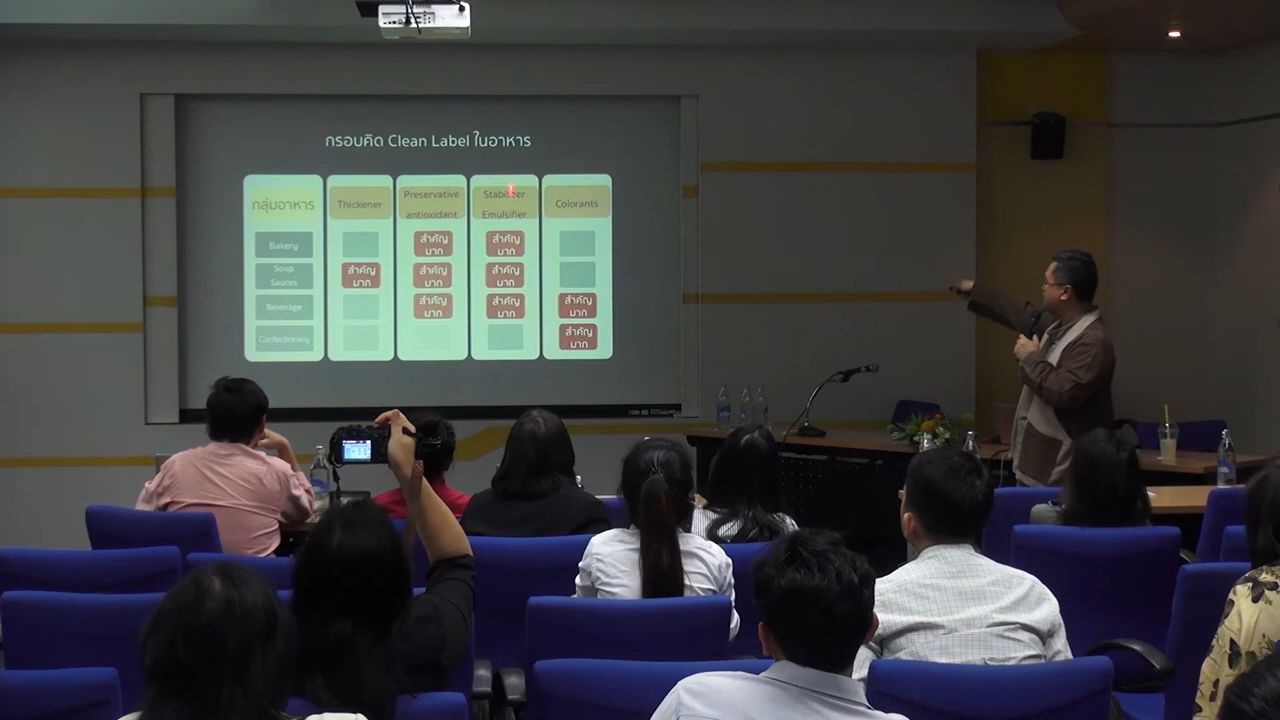 กรอบคิด Clean Label ในอาหาร
กลุ่มอาหาร
Thickener
Preservative
antioxidant
Stabilizer
Emulsifier
Colorants
Bakery
สำคัญ
มาก
สำคัญ
มาก
Soup
Sauces
สำคัญ
มาก
สำคัญ
มาก
สำคัญ
มาก
Beverage
สำคัญ
มาก
สำคัญ
มาก
สำคัญ
มาก
Confectionary
สำคัญ
มาก